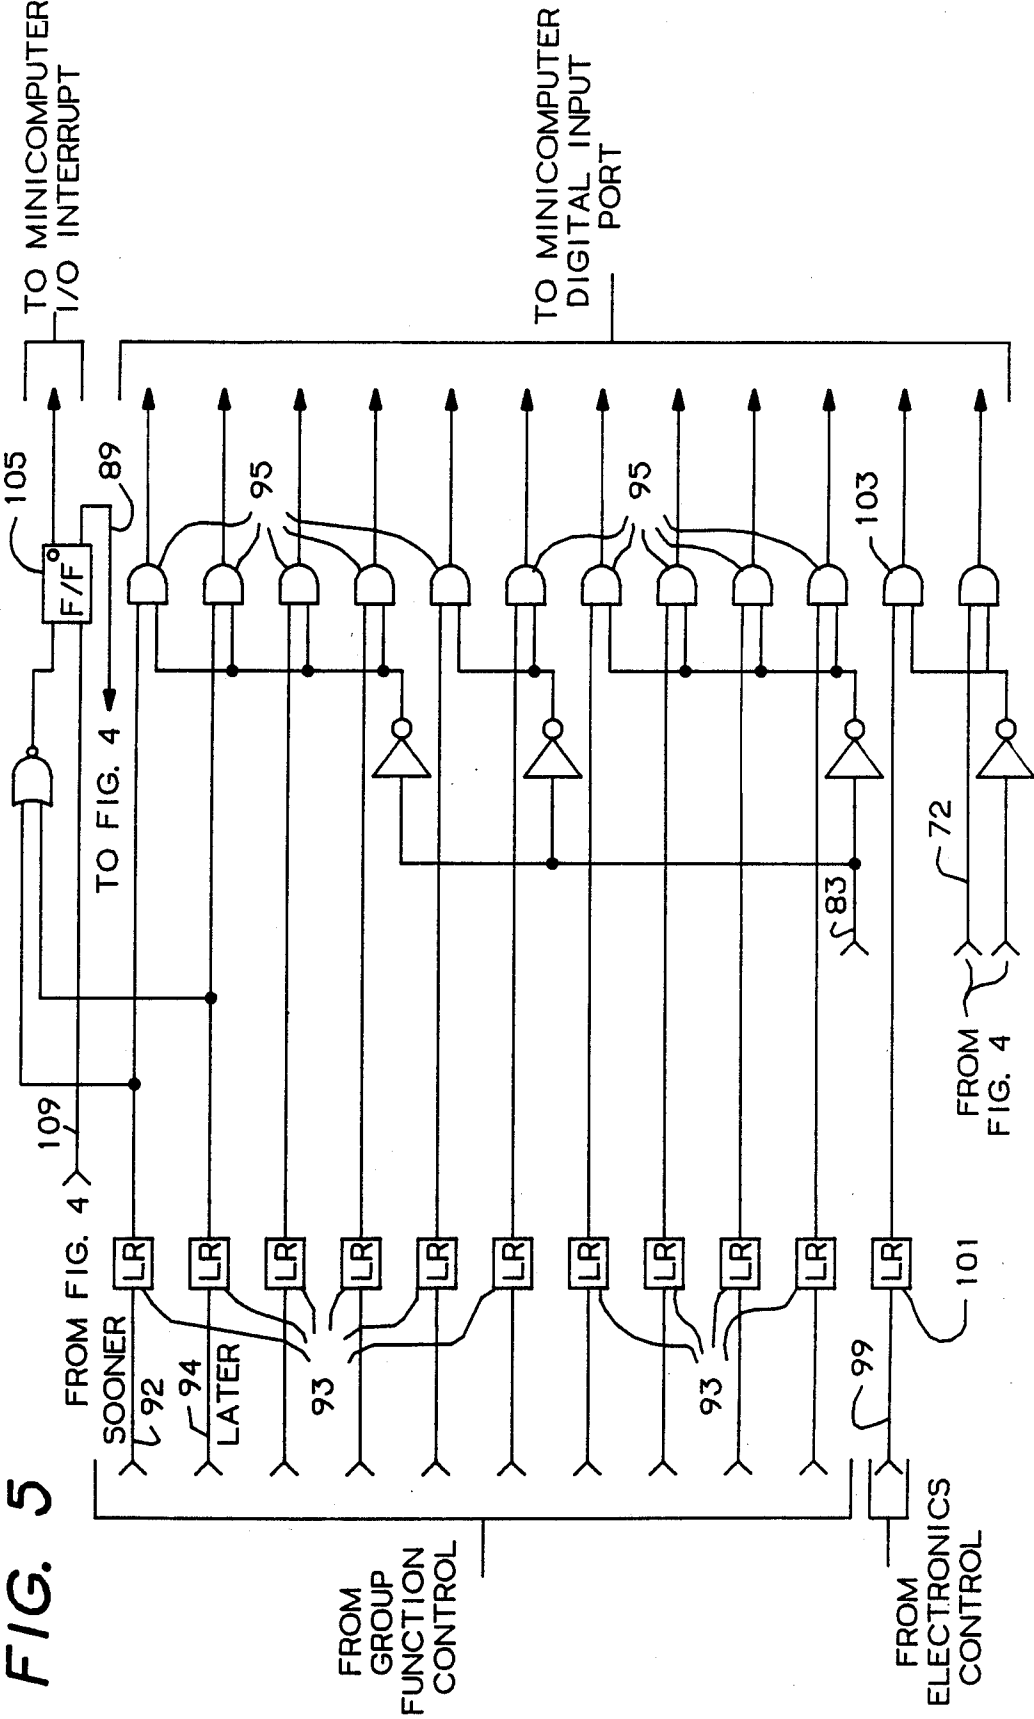 FIG. 5
FROM FIG. 4
109
105
F/F
TO MINICOMPUTER
I/O INTERRUPT
89
TO FIG. 4
SOONER
92
94
LATER
LR
LR
LR
LR
LR
LR
LR
LR
LR
LR
LR
93
93
95
95
FROM
GROUP
FUNCTION
CONTROL
TO MINICOMPUTER
DIGITAL INPUT
PORT
83
99
101
103
72
FROM
ELECTRONICS
CONTROL
FROM
FIG. 4